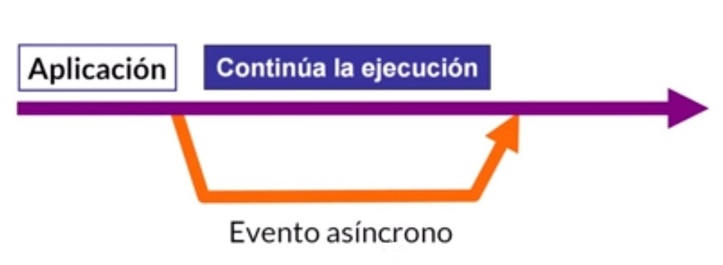 Aplicación
Continúa la ejecución
Evento asíncrono